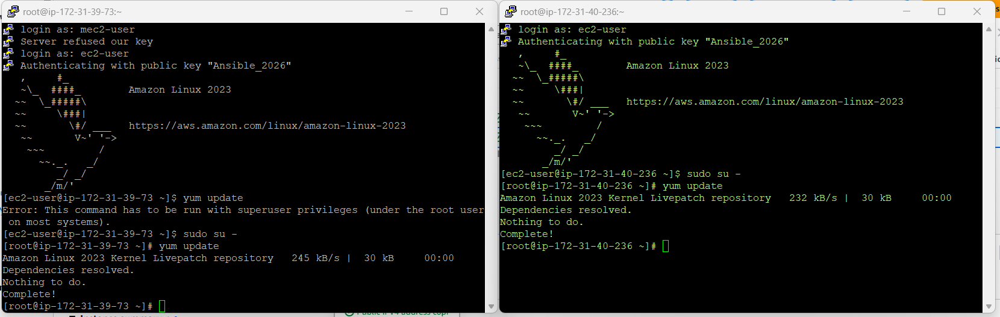 root@ip-172-31-39-73:~
login as: mec2-user
Server refused our key
login as: ec2-user
Authenticating with public key "Ansible_2026"
   ,     #_
   ~\_  ####_        Amazon Linux 2023
  ~~  \_#####\
  ~~     \###|
  ~~       \#/ ___   https://aws.amazon.com/linux/amazon-linux-2023
   ~~       V~' '->
    ~~~         /
      ~~._.   _/
         _/ _/
       _/m/'
[ec2-user@ip-172-31-39-73 ~]$ yum update
Error: This command has to be run with superuser privileges (under the root user
 on most systems).
[ec2-user@ip-172-31-39-73 ~]$ sudo su -
[root@ip-172-31-39-73 ~]# yum update
Amazon Linux 2023 Kernel Livepatch repository   245 kB/s |  30 kB     00:00
Dependencies resolved.
Nothing to do.
Complete!
[root@ip-172-31-39-73 ~]#
root@ip-172-31-40-236:~
login as: ec2-user
Authenticating with public key "Ansible_2026"
   ,     #_
   ~\_  ####_        Amazon Linux 2023
  ~~  \_#####\
  ~~     \###|
  ~~       \#/ ___   https://aws.amazon.com/linux/amazon-linux-2023
   ~~       V~' '->
    ~~~         /
      ~~._.   _/
         _/ _/
       _/m/'
[ec2-user@ip-172-31-40-236 ~]$ sudo su -
[root@ip-172-31-40-236 ~]# yum update
Amazon Linux 2023 Kernel Livepatch repository   232 kB/s |  30 kB     00:00
Dependencies resolved.
Nothing to do.
Complete!
[root@ip-172-31-40-236 ~]#